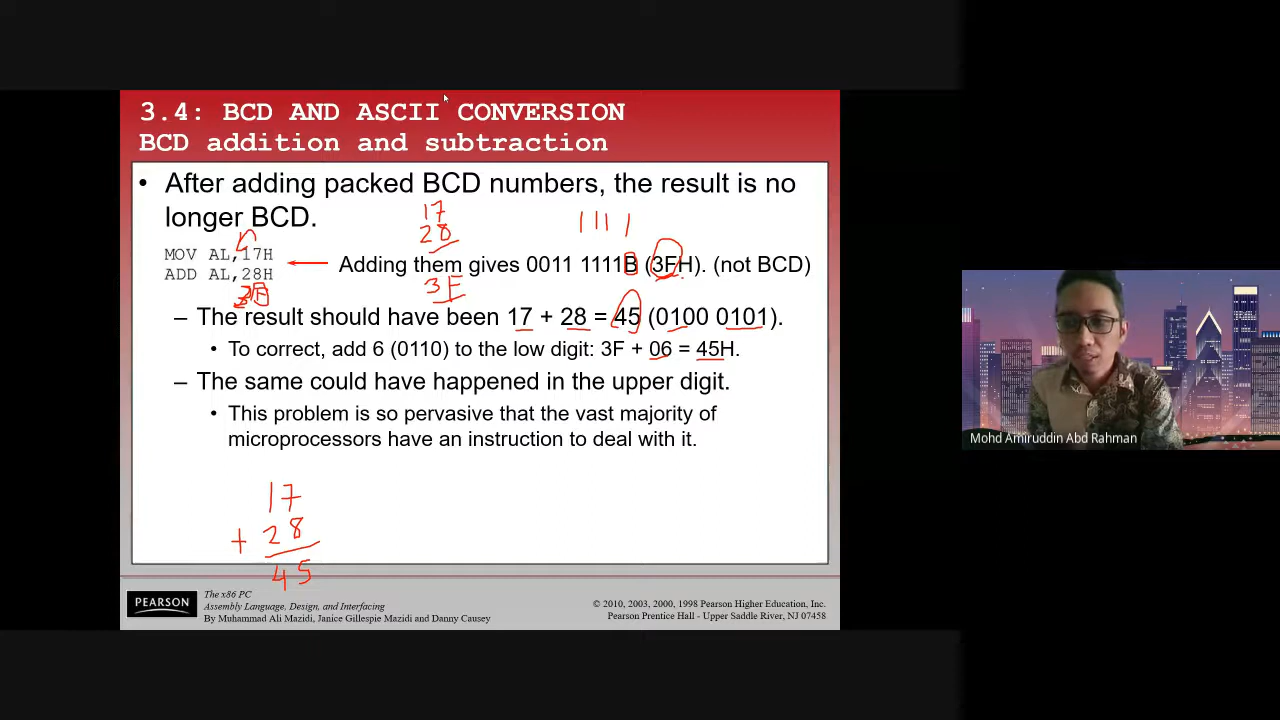 3.4: BCD AND ASCII CONVERSION
BCD addition and subtraction
• After adding packed BCD numbers, the result is no
longer BCD.
17
28
3F
1111 1
MOV AL,17H
ADD AL,28H
Adding them gives 0011 1111B (3FH). (not BCD)
– The result should have been 17 + 28 = 45 (0100 0101).
• To correct, add 6 (0110) to the low digit: 3F + 06 = 45H.
– The same could have happened in the upper digit.
• This problem is so pervasive that the vast majority of
microprocessors have an instruction to deal with it.
17
+ 28
45
PEARSON
The x86 PC
Assembly Language, Design, and Interfacing
By Muhammad Ali Mazidi, Janice Gillespie Mazidi and Danny Causey
© 2010, 2003, 2000, 1998 Pearson Higher Education, Inc.
Pearson Prentice Hall - Upper Saddle River, NJ 07458
Mohd Amiruddin Abd Rahman